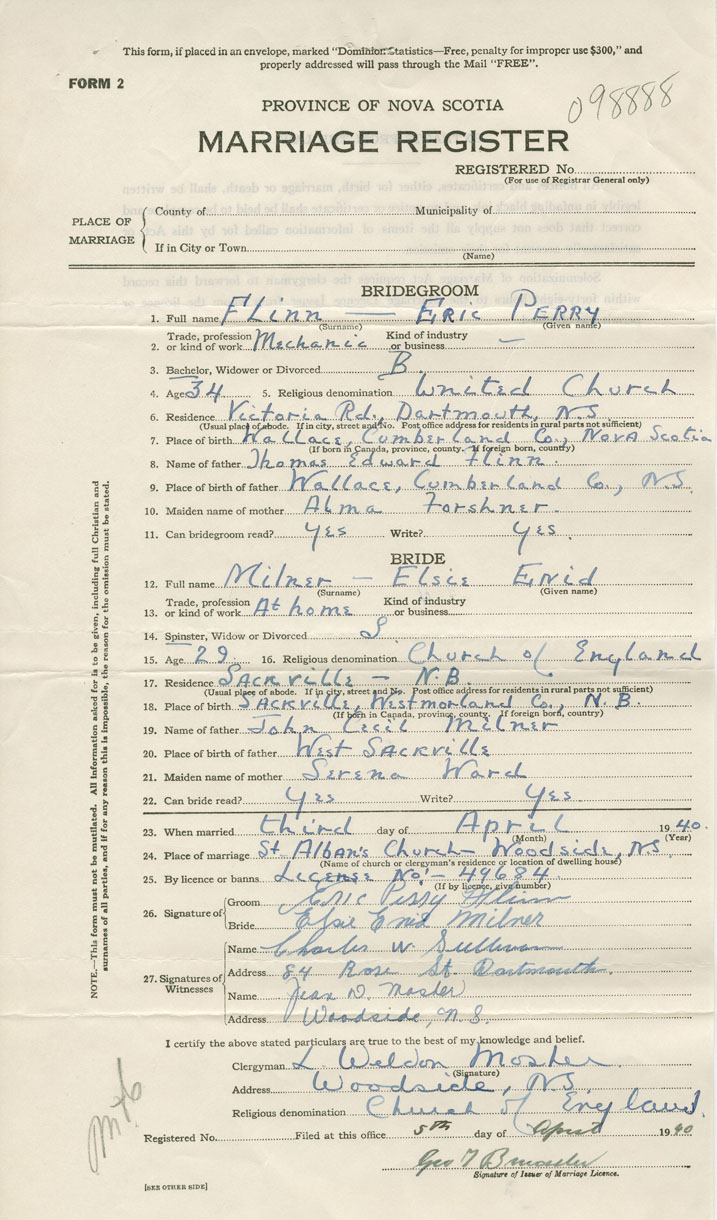 This form, if placed in an envelope, marked "Dominion Statistics—Free, penalty for improper use $300," and
properly addressed will pass through the Mail "FREE".
FORM 2
098888
PROVINCE OF NOVA SCOTIA
MARRIAGE REGISTER
REGISTERED No.
(For use of Registrar General only)
PLACE OF MARRIAGE
County of Municipality of
If in City or Town
(Name)
BRIDEGROOM
1. Full name Flinn — Eric Perry
(Surname) (Given name)
2. Trade, profession or kind of work Mechanic Kind of industry or business —
3. Bachelor, Widower or Divorced B
4. Age 34 5. Religious denomination United Church
6. Residence Victoria Rd., Dartmouth, N.S.
(Usual place of abode. If in city, street and No. Post office address for residents in rural parts not sufficient)
7. Place of birth Wallace, Cumberland Co., Nova Scotia
(If born in Canada, province, county. If foreign born, country)
8. Name of father Thomas Edward Flinn.
9. Place of birth of father Wallace, Cumberland Co., N.S.
10. Maiden name of mother Alma Forshner.
11. Can bridegroom read? Yes Write? Yes.
BRIDE
12. Full name Milner — Elsie Enid
(Surname) (Given name)
13. Trade, profession or kind of work At home Kind of industry or business
14. Spinster, Widow or Divorced S
15. Age 29 16. Religious denomination Church of England
17. Residence Sackville — N.B.
(Usual place of abode. If in city, street and No. Post office address for residents in rural parts not sufficient)
18. Place of birth Sackville, Westmorland Co., N.B.
(If born in Canada, province, county. If foreign born, country)
19. Name of father John Cecil Milner
20. Place of birth of father West Sackville
21. Maiden name of mother Serena Ward
22. Can bride read? Yes Write? Yes
23. When married third day of April 1940.
(Month) (Year)
24. Place of marriage St Alban's Church — Woodside, N.S.
(Name of church or clergyman's residence or location of dwelling house)
25. By licence or banns License No:- 49684
(If by licence, give number)
26. Signature of
Groom Eric Perry Flinn
Bride Elsie Enid Milner
27. Signatures of Witnesses
Name Charles W. Sullivan
Address 84 Rose St. Dartmouth.
Name Jean D. Mosher
Address Woodside, N.S.
I certify the above stated particulars are true to the best of my knowledge and belief.
Clergyman L. Weldon Mosher
(Signature)
Address Woodside, N.S.
Religious denomination Church of England.
Registered No. Filed at this office 5th day of April 1940
Geo T
Signature of Issuer of Marriage Licence.
[SEE OTHER SIDE]
NOTE.—This form must not be mutilated. All information asked for is to be given, including full Christian and
surnames of all parties, and if for any reason this is impossible, the reason for the omission must be stated.